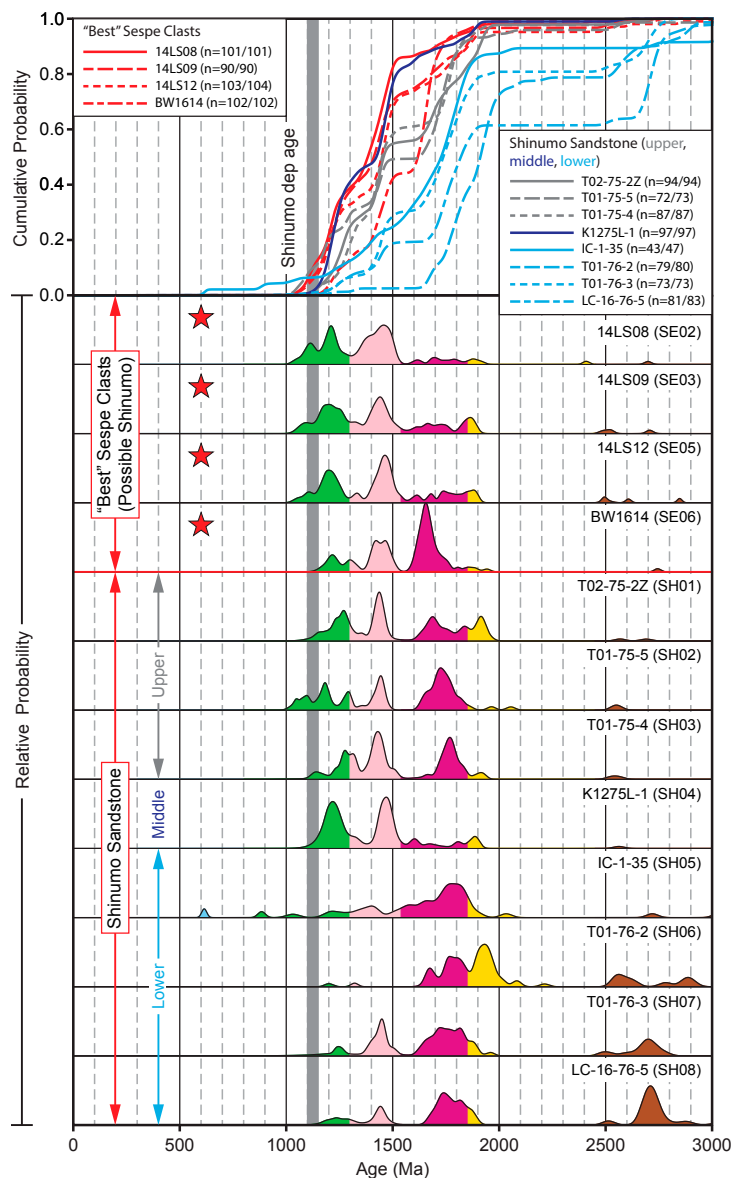 1.0
0.8
0.6
0.4
0.2
0.0
Cumulative Probability
"Best" Sespe Clasts
14LS08 (n=101/101)
14LS09 (n=90/90)
14LS12 (n=103/104)
BW1614 (n=102/102)
Shinumo dep age
Shinumo Sandstone (upper,
middle, lower)
T02-75-2Z (n=94/94)
T01-75-5 (n=72/73)
T01-75-4 (n=87/87)
K1275L-1 (n=97/97)
IC-1-35 (n=43/47)
T01-76-2 (n=79/80)
T01-76-3 (n=73/73)
LC-16-76-5 (n=81/83)
Relative Probability
"Best" Sespe Clasts
(Possible Shinumo)
Shinumo Sandstone
Upper
Middle
Lower
14LS08 (SE02)
14LS09 (SE03)
14LS12 (SE05)
BW1614 (SE06)
T02-75-2Z (SH01)
T01-75-5 (SH02)
T01-75-4 (SH03)
K1275L-1 (SH04)
IC-1-35 (SH05)
T01-76-2 (SH06)
T01-76-3 (SH07)
LC-16-76-5 (SH08)
0 500 1000 1500 2000 2500 3000
Age (Ma)